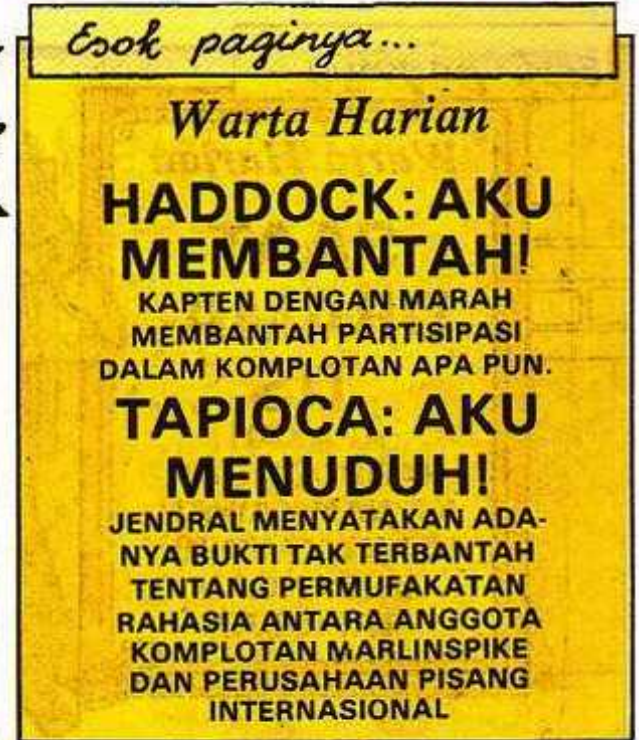 Esok paginya...
Warta Harian
HADDOCK: AKU
MEMBANTAH!
KAPTEN DENGAN MARAH
MEMBANTAH PARTISIPASI
DALAM KOMPLOTAN APA PUN.
TAPIOCA: AKU
MENUDUH!
JENDRAL MENYATAKAN ADA-
NYA BUKTI TAK TERBANTAH
TENTANG PERMUFAKATAN
RAHASIA ANTARA ANGGOTA
KOMPLOTAN MARLINSPIKE
DAN PERUSAHAAN PISANG
INTERNASIONAL